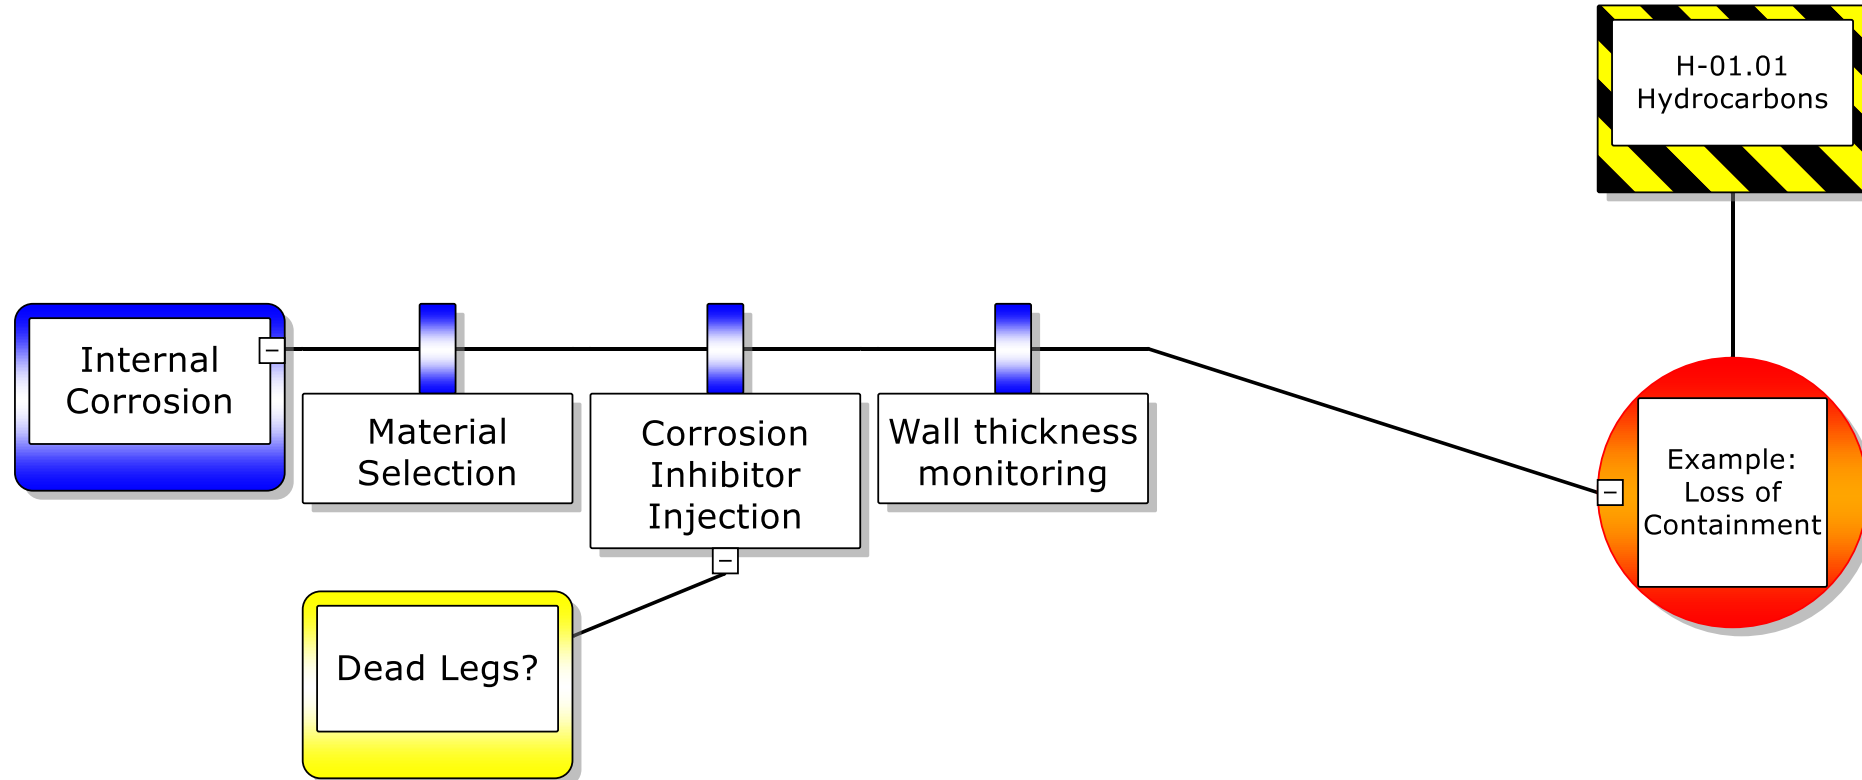 H-01.01
Hydrocarbons
Internal
Corrosion
Material
Selection
Corrosion
Inhibitor
Injection
Wall thickness
monitoring
Example:
Loss of
Containment
Dead Legs?